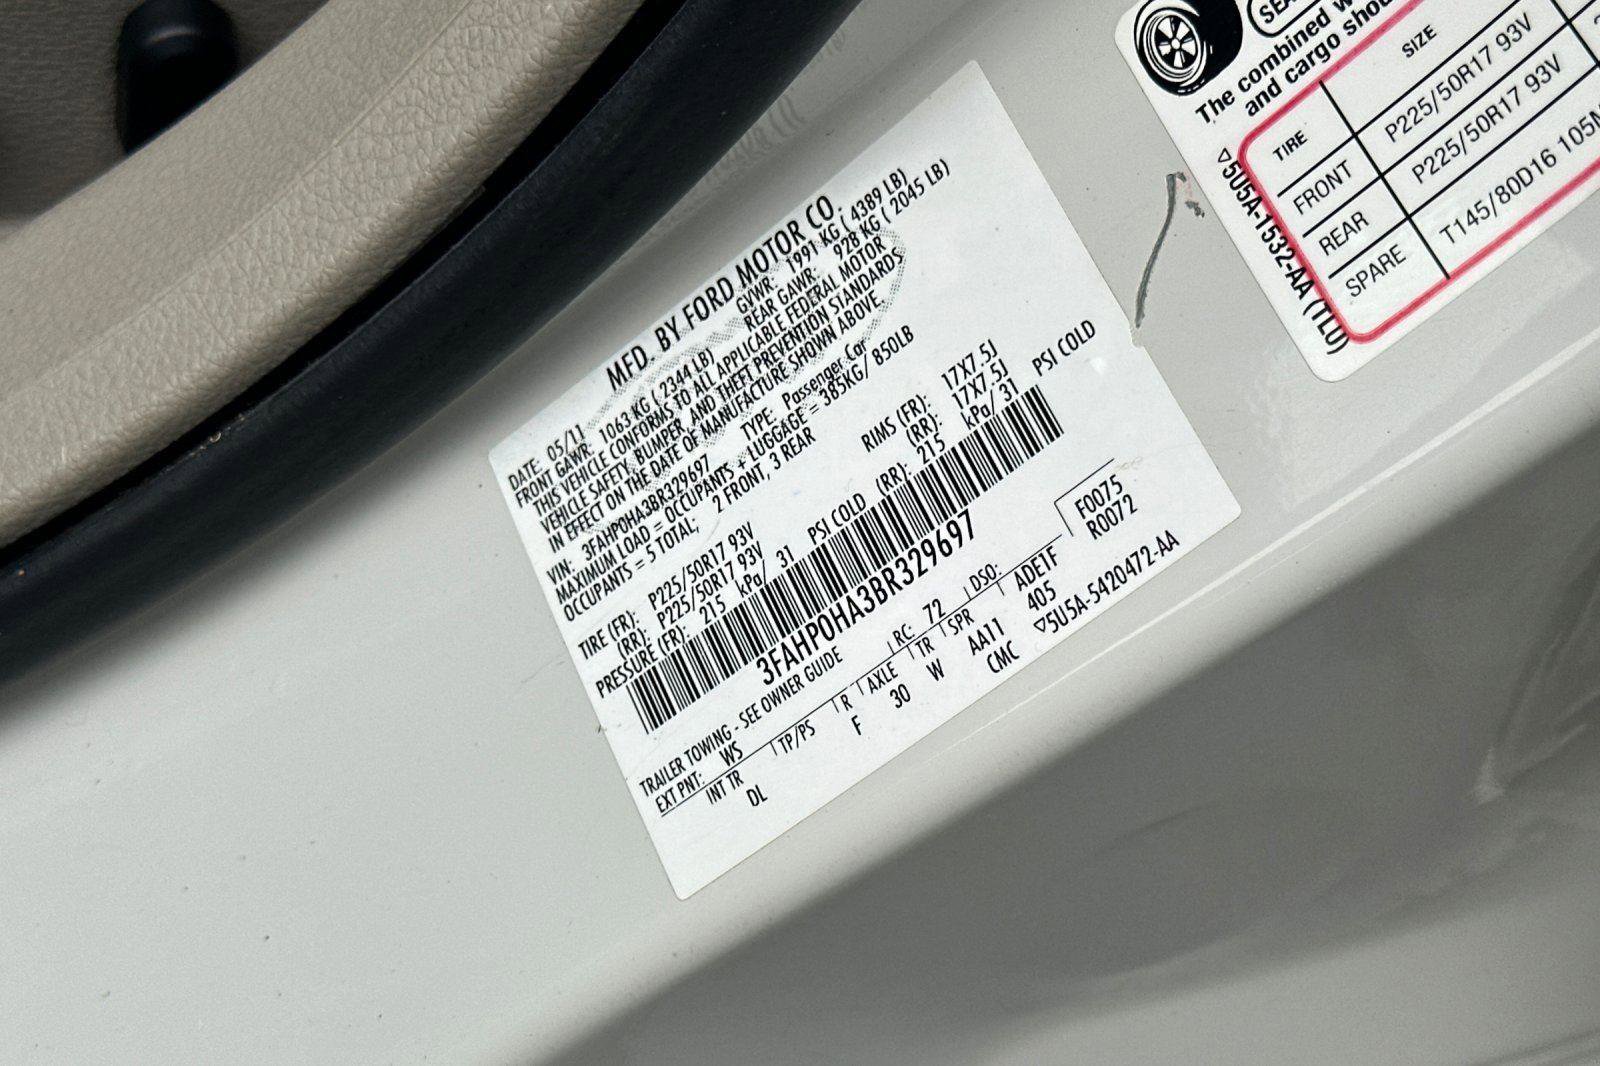 MFD. BY FORD MOTOR CO.
DATE: 05/11 GVWR: 1991 KG ( 4389 LB)
FRONT GAWR: 1063 KG ( 2344 LB) REAR GAWR: 928 KG ( 2045 LB)
THIS VEHICLE CONFORMS TO ALL APPLICABLE FEDERAL MOTOR
VEHICLE SAFETY, BUMPER, AND THEFT PREVENTION STANDARDS
IN EFFECT ON THE DATE OF MANUFACTURE SHOWN ABOVE.
VIN: 3FAHP0HA3BR329697 TYPE: Passenger Car
MAXIMUM LOAD = OCCUPANTS + LUGGAGE = 385KG/ 850LB
OCCUPANTS = 5 TOTAL; 2 FRONT, 3 REAR
TIRE (FR): P225/50R17 93V RIMS (FR): 17X7.5J
(RR): P225/50R17 93V (RR): 17X7.5J
PRESSURE (FR): 215 kPa/ 31 PSI COLD (RR): 215 kPa/ 31 PSI COLD
3FAHP0HA3BR329697
TRAILER TOWING - SEE OWNER GUIDE
EXT PNT: WS RC: 72 DSO: F0075
R0072
INT TR TP/PS R AXLE TR SPR
DL F 30 W AA11 ADE1F
CMC 405
▽5U5A-5420472-AA
The combined
and cargo
TIRE SIZE
FRONT P225/50R17 93V
REAR P225/50R17 93V
SPARE T145/80D16 105M
▽5U5A-1532-AA (TLU)